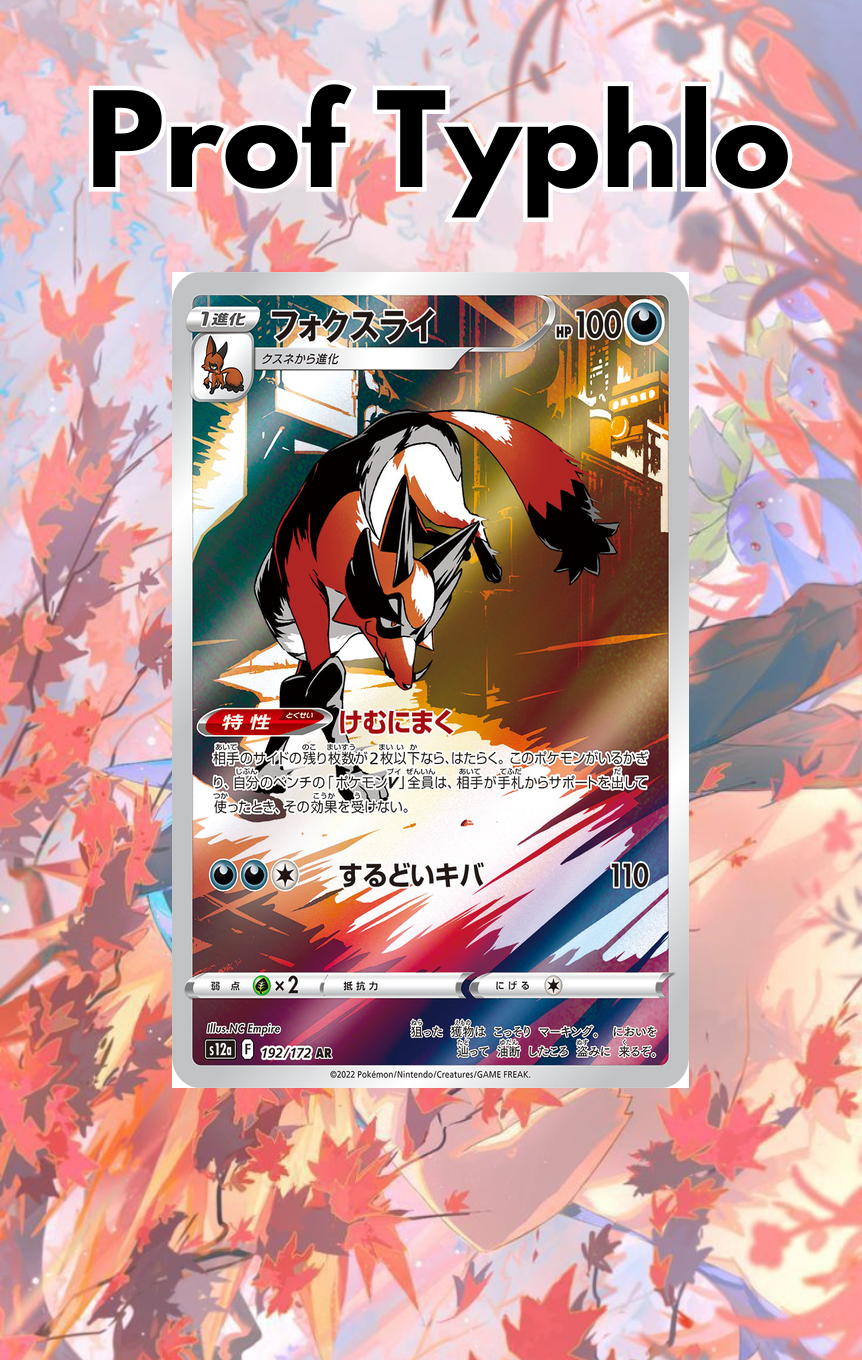 Prof Typhlo
1進化
フォクスライ
HP 100
クスネから進化
特性 とくせい けむにまく
相手のサイドの残り枚数が2枚以下なら、はたらく。このポケモンがいるかぎ
り、自分のベンチの「ポケモンV」全員は、相手が手札からサポートを出して
使ったとき、その効果を受けない。
するどいキバ 110
弱点 ×2 抵抗力 にげる
Illus. NC Empire
狙った 獲物は こっそり マーキング。 においを
辿って 油断 したころ 盗みに 来るぞ。
s12a F 192/172 AR
©2022 Pokémon/Nintendo/Creatures/GAME FREAK.